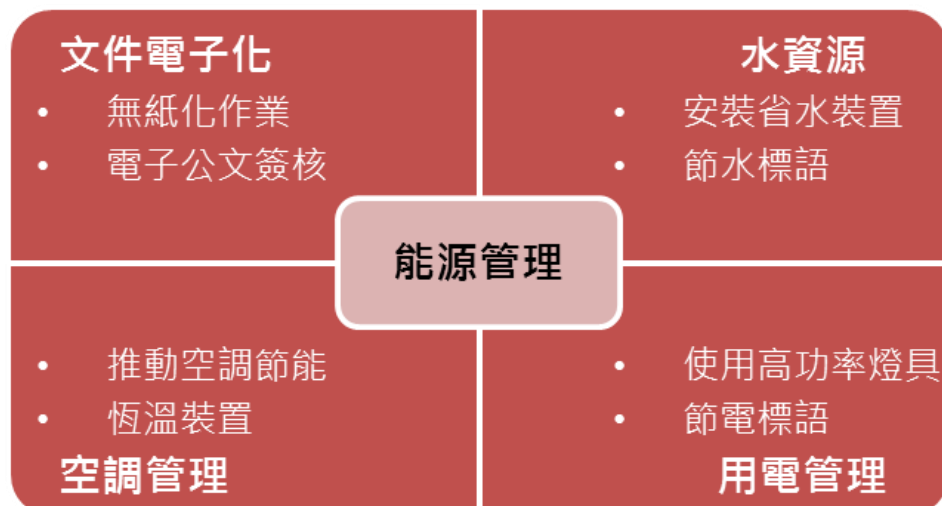 文件電子化
• 無紙化作業
• 電子公文簽核
水資源
• 安裝省水裝置
• 節水標語
能源管理
• 推動空調節能
• 恆溫裝置
空調管理
• 使用高功率燈具
• 節電標語
用電管理